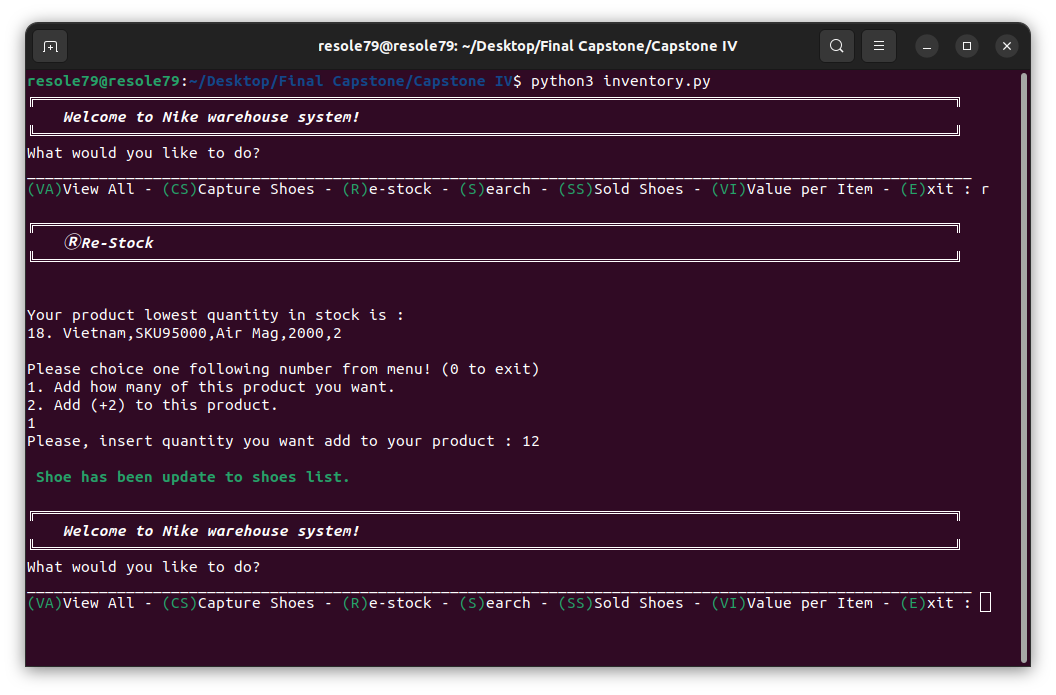 resole79@resole79: ~/Desktop/Final Capstone/Capstone IV
resole79@resole79:~/Desktop/Final Capstone/Capstone IV$ python3 inventory.py
Welcome to Nike warehouse system!
What would you like to do?
(VA)View All - (CS)Capture Shoes - (R)e-stock - (S)earch - (SS)Sold Shoes - (VI)Value per Item - (E)xit : r
ⓇRe-Stock
Your product lowest quantity in stock is :
18. Vietnam,SKU95000,Air Mag,2000,2
Please choice one following number from menu! (0 to exit)
1. Add how many of this product you want.
2. Add (+2) to this product.
1
Please, insert quantity you want add to your product : 12
Shoe has been update to shoes list.
Welcome to Nike warehouse system!
What would you like to do?
(VA)View All - (CS)Capture Shoes - (R)e-stock - (S)earch - (SS)Sold Shoes - (VI)Value per Item - (E)xit :